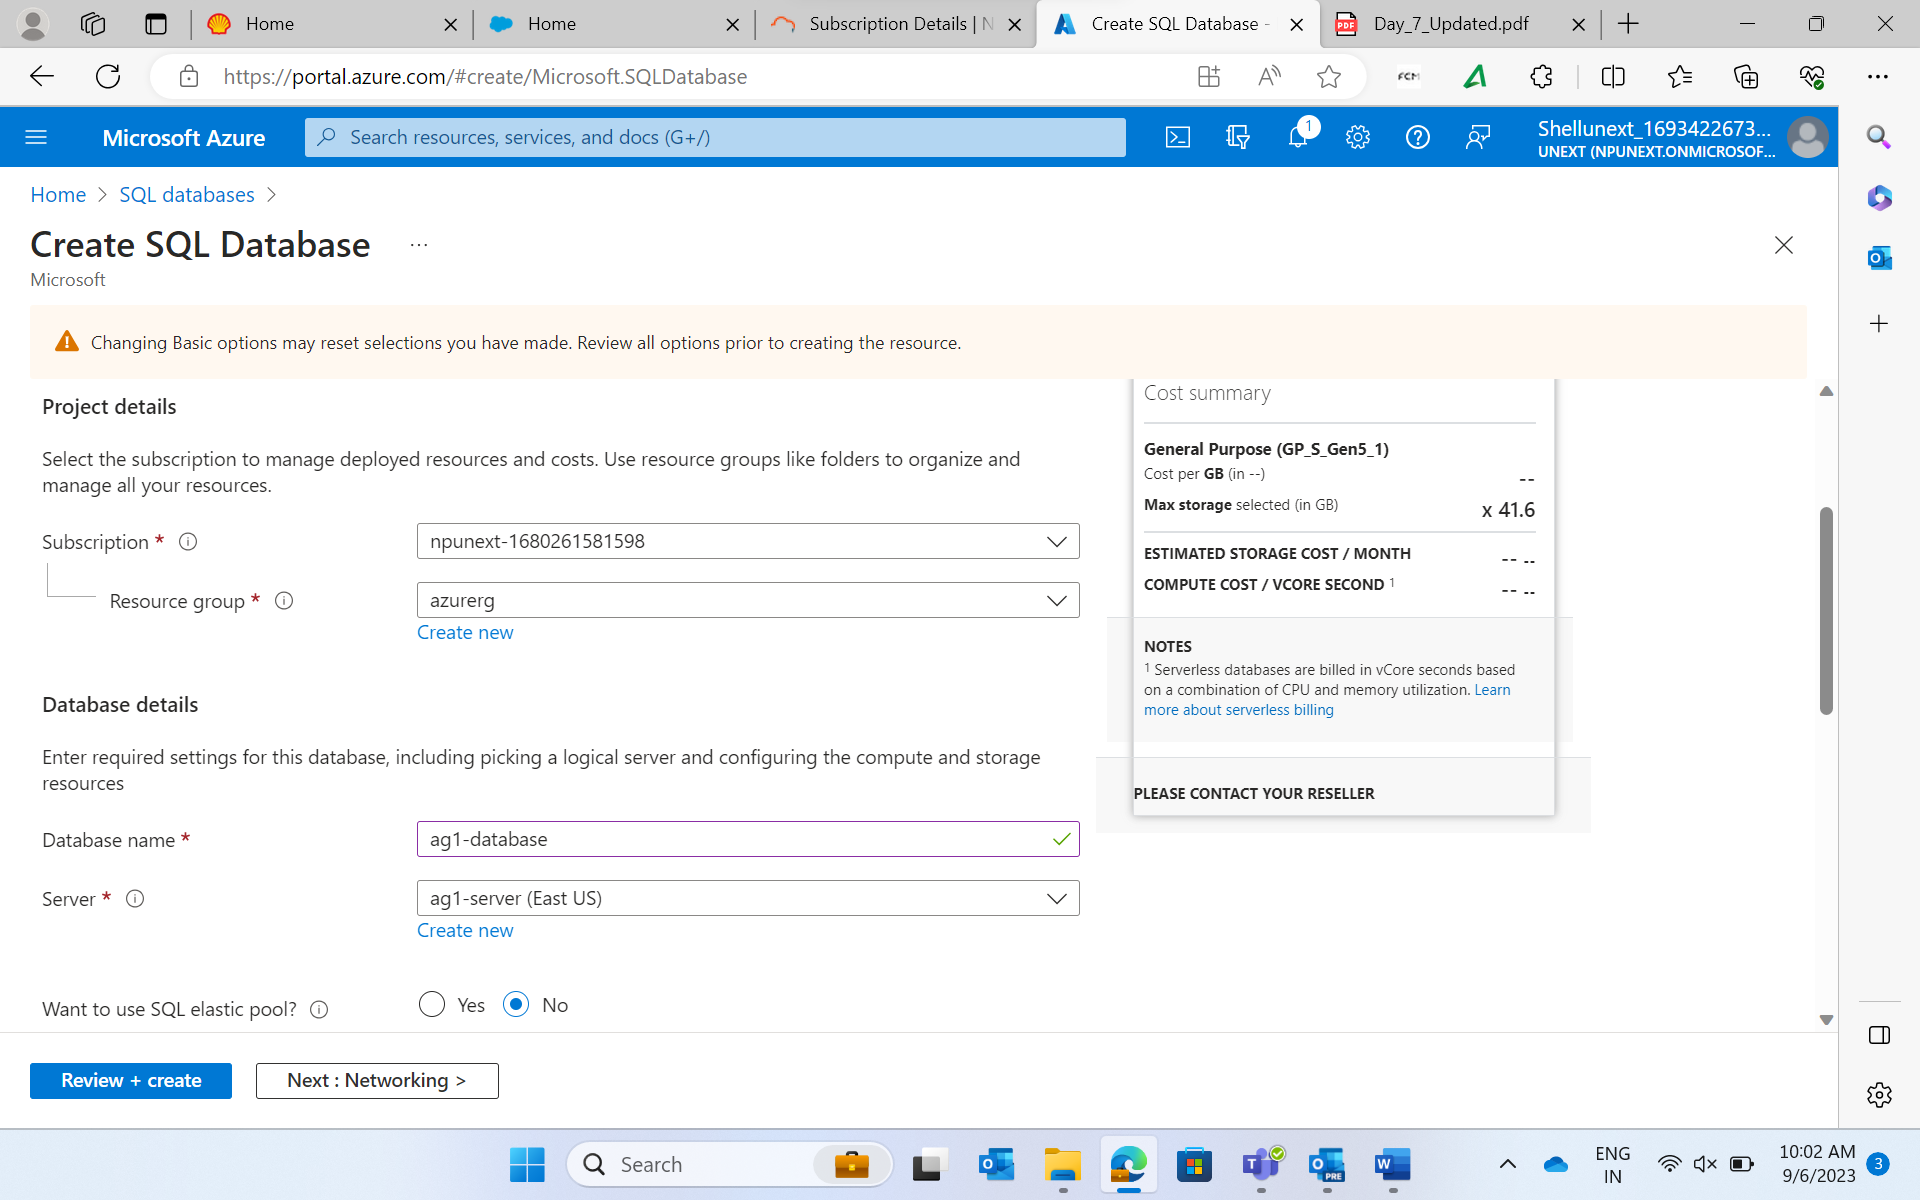 Home
Home
Subscription Details | N
Create SQL Database -
PDF
Day_7_Updated.pdf
https://portal.azure.com/#create/Microsoft.SQLDatabase
FCM
Microsoft Azure
Search resources, services, and docs (G+/)
1
Shellunext_1693422673...
UNEXT (NPUNEXT.ONMICROSOF...
Home > SQL databases >
Create SQL Database ...
Microsoft
Changing Basic options may reset selections you have made. Review all options prior to creating the resource.
Project details
Select the subscription to manage deployed resources and costs. Use resource groups like folders to organize and
manage all your resources.
Subscription *
npunext-1680261581598
Resource group *
azurerg
Create new
Database details
Enter required settings for this database, including picking a logical server and configuring the compute and storage
resources
Database name *
ag1-database
Server *
ag1-server (East US)
Create new
Want to use SQL elastic pool?
Yes
No
Cost summary
General Purpose (GP_S_Gen5_1)
Cost per GB (in --)
--
Max storage selected (in GB)
x 41.6
ESTIMATED STORAGE COST / MONTH
-- --
COMPUTE COST / VCORE SECOND 1
-- --
NOTES
1 Serverless databases are billed in vCore seconds based
on a combination of CPU and memory utilization. Learn
more about serverless billing
PLEASE CONTACT YOUR RESELLER
Review + create
Next : Networking >
Search
PRE
ENG
IN
10:02 AM
9/6/2023
3